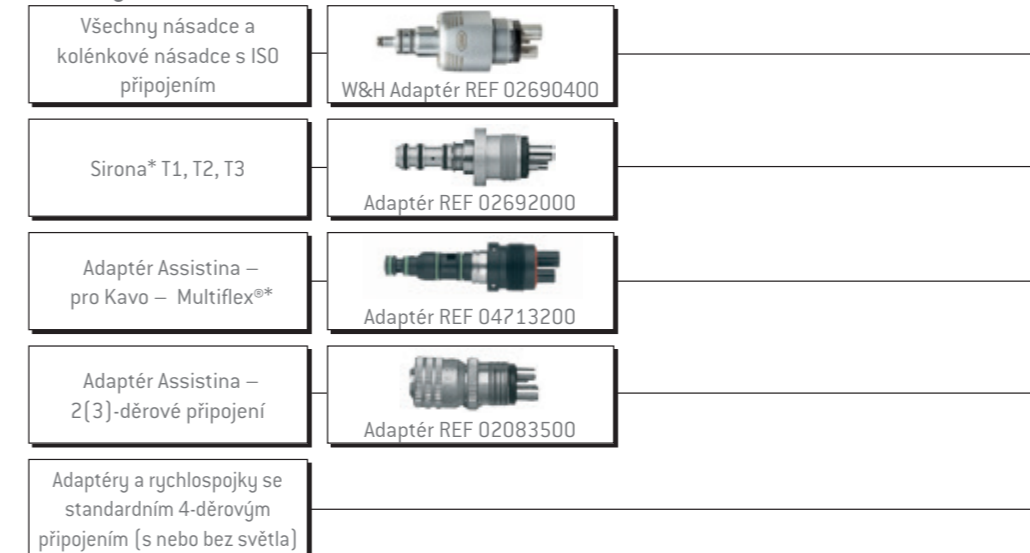 Všechny násadce a
kolénkové násadce s ISO
připojením
W&H Adaptér REF 02690400
Sirona* T1, T2, T3
Adaptér REF 02692000
Adaptér Assistina –
pro Kavo – Multiflex®*
Adaptér REF 04713200
Adaptér Assistina –
2(3)-děrové připojení
Adaptér REF 02083500
Adaptéry a rychlospojky se
standardním 4-děrovým
připojením (s nebo bez světla)